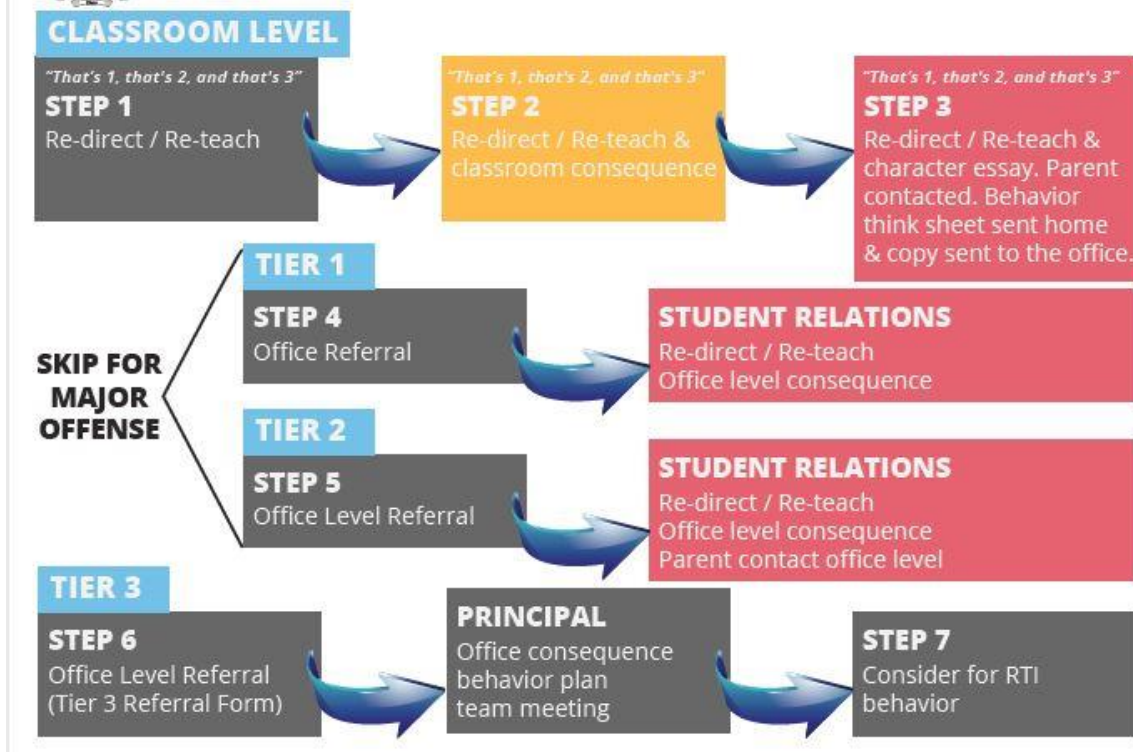 CLASSROOM LEVEL
"That's 1, that's 2, and that's 3"
STEP 1
Re-direct / Re-teach
"That's 1, that's 2, and that's 3"
STEP 2
Re-direct / Re-teach &
classroom consequence
"That's 1, that's 2, and that's 3"
STEP 3
Re-direct / Re-teach &
character essay. Parent
contacted. Behavior
think sheet sent home
& copy sent to the office.
SKIP FOR
MAJOR
OFFENSE
TIER 1
STEP 4
Office Referral
STUDENT RELATIONS
Re-direct / Re-teach
Office level consequence
TIER 2
STEP 5
Office Level Referral
STUDENT RELATIONS
Re-direct / Re-teach
Office level consequence
Parent contact office level
TIER 3
STEP 6
Office Level Referral
(Tier 3 Referral Form)
PRINCIPAL
Office consequence
behavior plan
team meeting
STEP 7
Consider for RTI
behavior